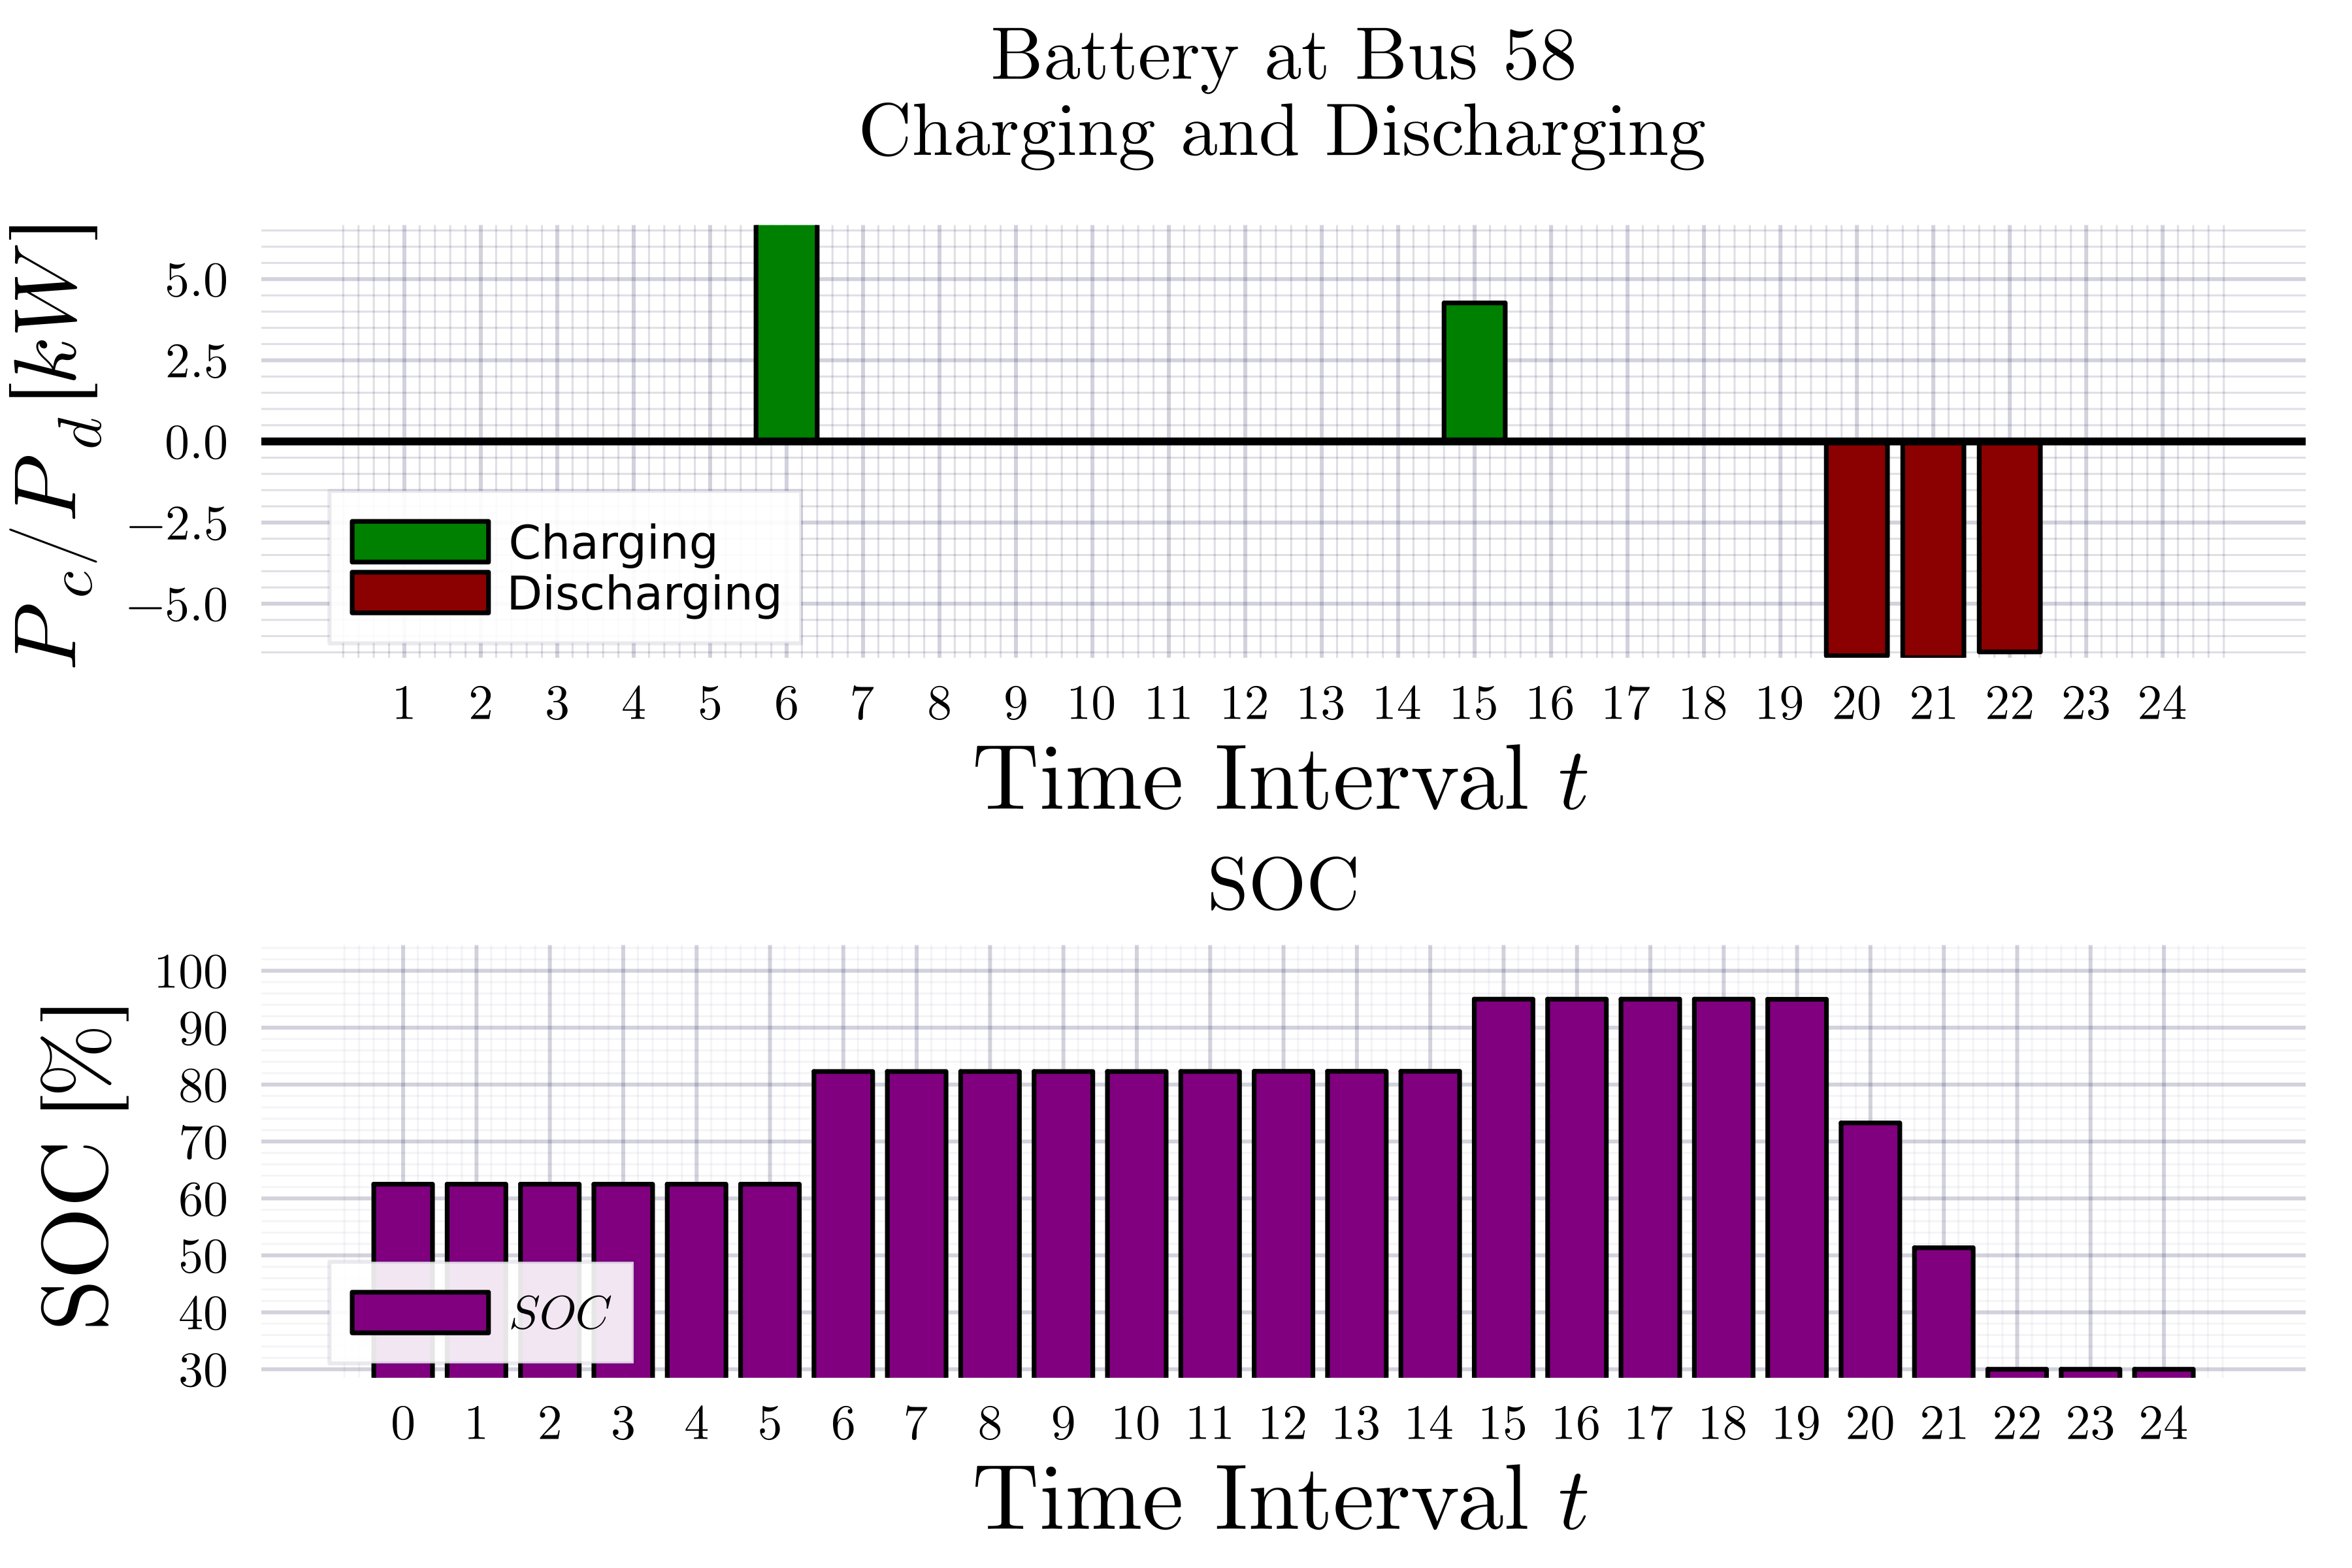 Battery at Bus 58
Charging and Discharging
P_c/P_d [kW]
5.0
2.5
0.0
−2.5
−5.0
Charging
Discharging
1 2 3 4 5 6 7 8 9 10 11 12 13 14 15 16 17 18 19 20 21 22 23 24
Time Interval t
SOC
SOC [%]
100
90
80
70
60
50
40
30
SOC
0 1 2 3 4 5 6 7 8 9 10 11 12 13 14 15 16 17 18 19 20 21 22 23 24
Time Interval t